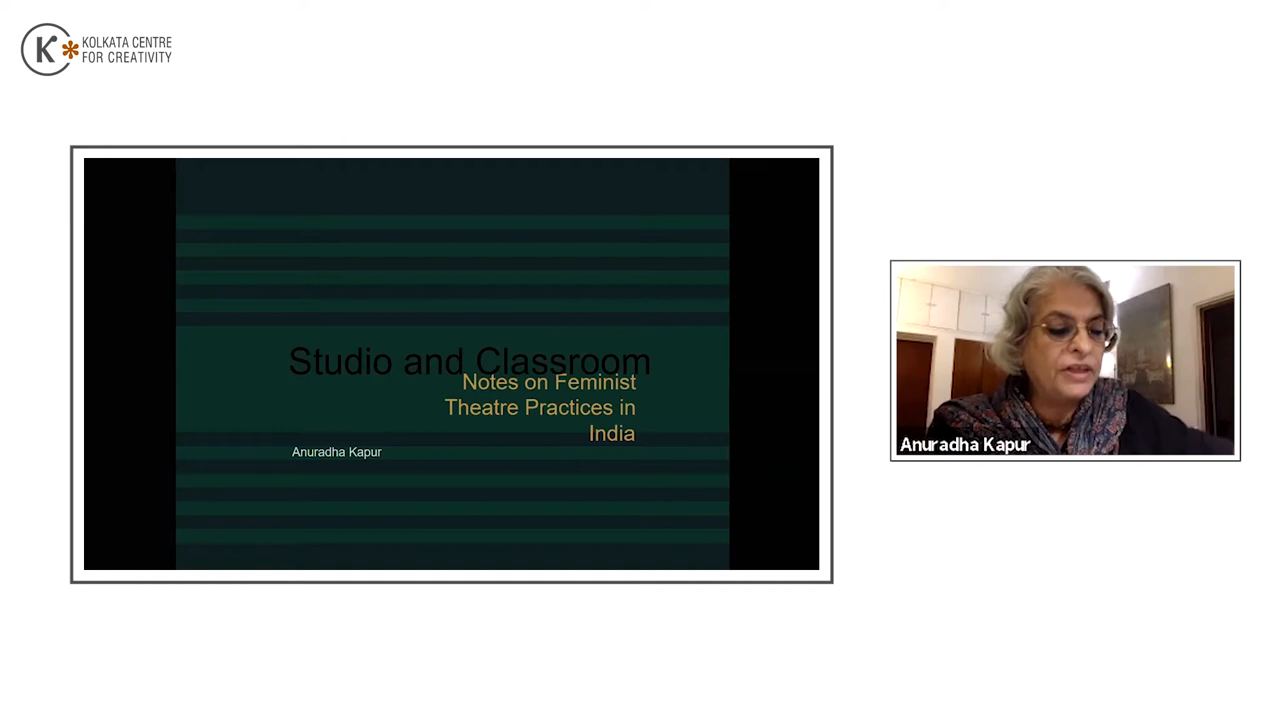 KOLKATA CENTRE
FOR CREATIVITY
Studio and Classroom
Notes on Feminist
Theatre Practices in
India
Anuradha Kapur
Anuradha Kapur